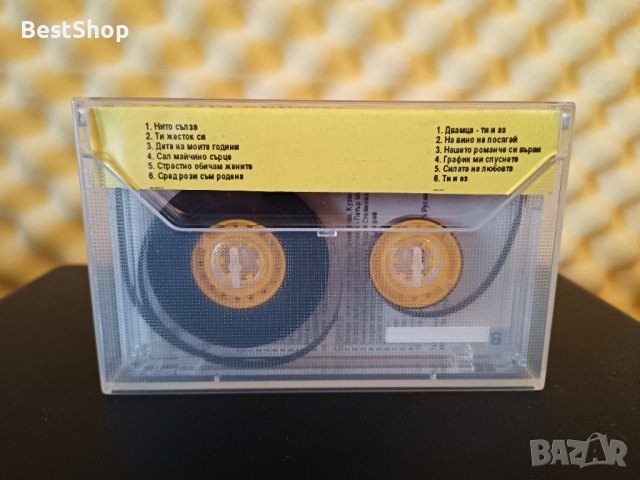 BestShop
1. Нито сълза
2. Ти жесток си
3. Дете на моите години
4. Сал майчино сърце
5. Страстно обичам жените
6. Сред рози съм родена
1. Двамца - ти и аз
2. На вино не посягай
3. Нашето романче си върви
4. График ми спуснете
5. Силата на любовта
6. Ти и аз
BAZAR